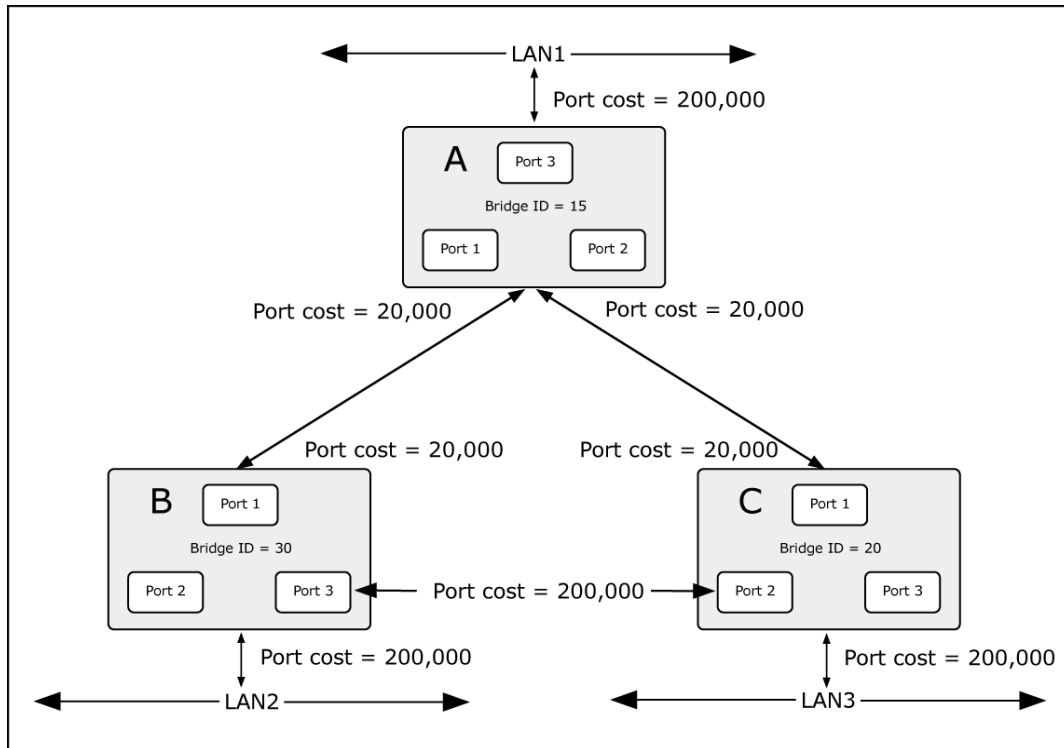 LAN1
Port cost = 200,000
A
Port 3
Bridge ID = 15
Port 1
Port 2
Port cost = 20,000
Port cost = 20,000
Port cost = 20,000
Port cost = 20,000
B
Port 1
Bridge ID = 30
Port 2
Port 3
Port cost = 200,000
C
Port 1
Bridge ID = 20
Port 2
Port 3
Port cost = 200,000
LAN2
Port cost = 200,000
LAN3